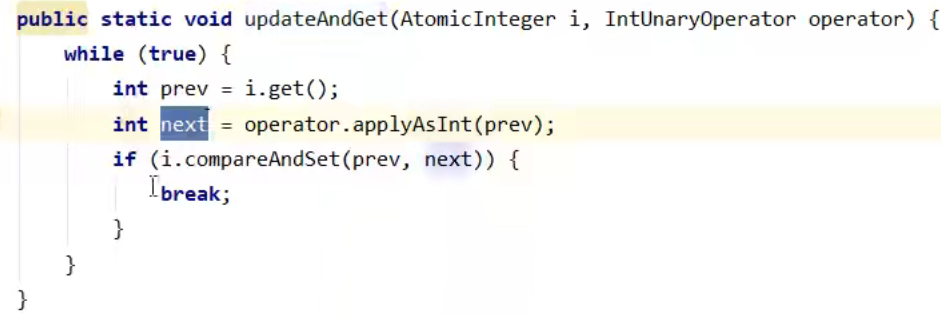 public static void updateAndGet(AtomicInteger i, IntUnaryOperator operator) {
while (true) {
int prev = i.get();
int next = operator.applyAsInt(prev);
if (i.compareAndSet(prev, next)) {
break;
}
}
}